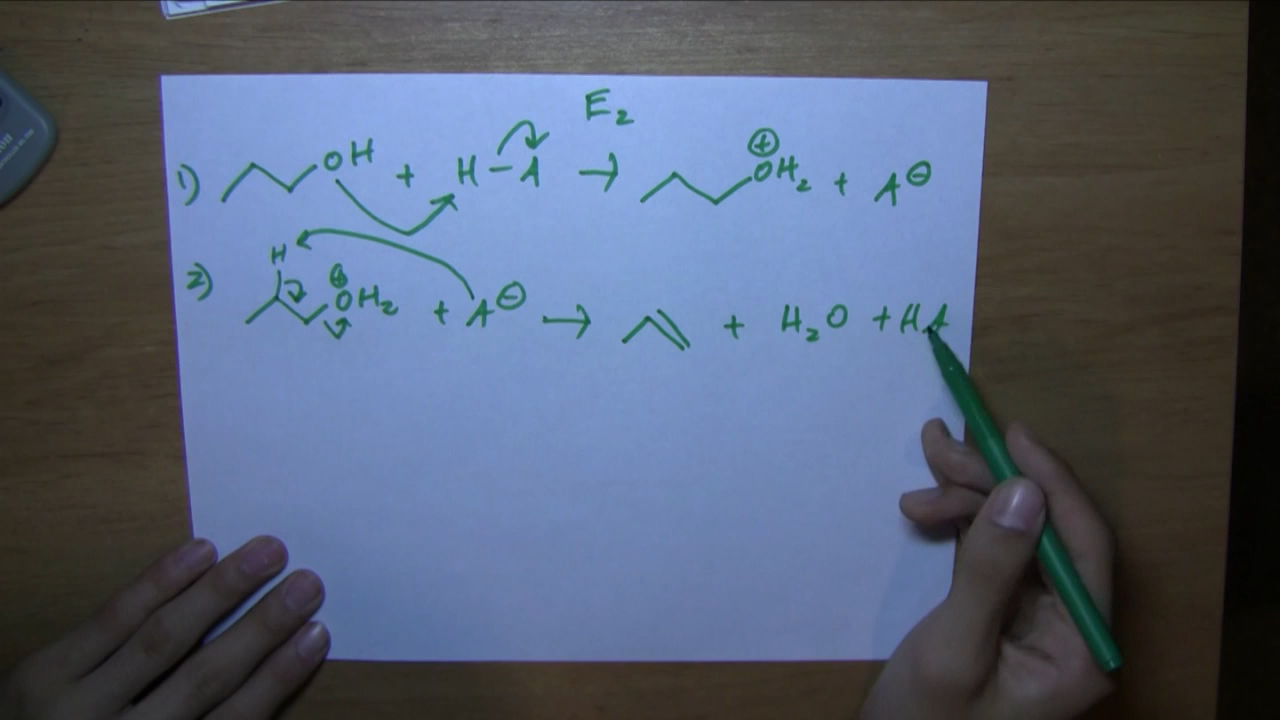 E₂
1) OH + H–A → ⊕OH₂ + A⊖
H
2) ⊕OH₂ + A⊖ → + H₂O + HA